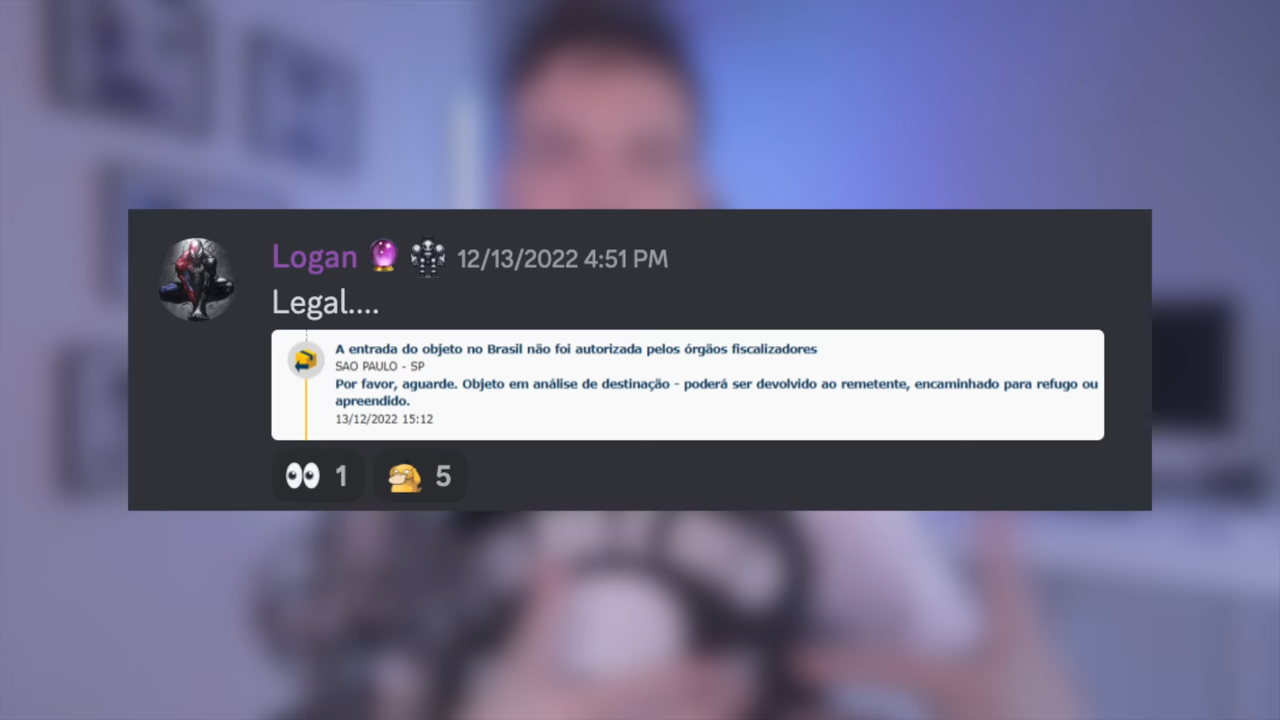 Logan 12/13/2022 4:51 PM
Legal....
A entrada do objeto no Brasil não foi autorizada pelos órgãos fiscalizadores
SAO PAULO - SP
Por favor, aguarde. Objeto em análise de destinação - poderá ser devolvido ao remetente, encaminhado para refugo ou
apreendido.
13/12/2022 15:12
1 5